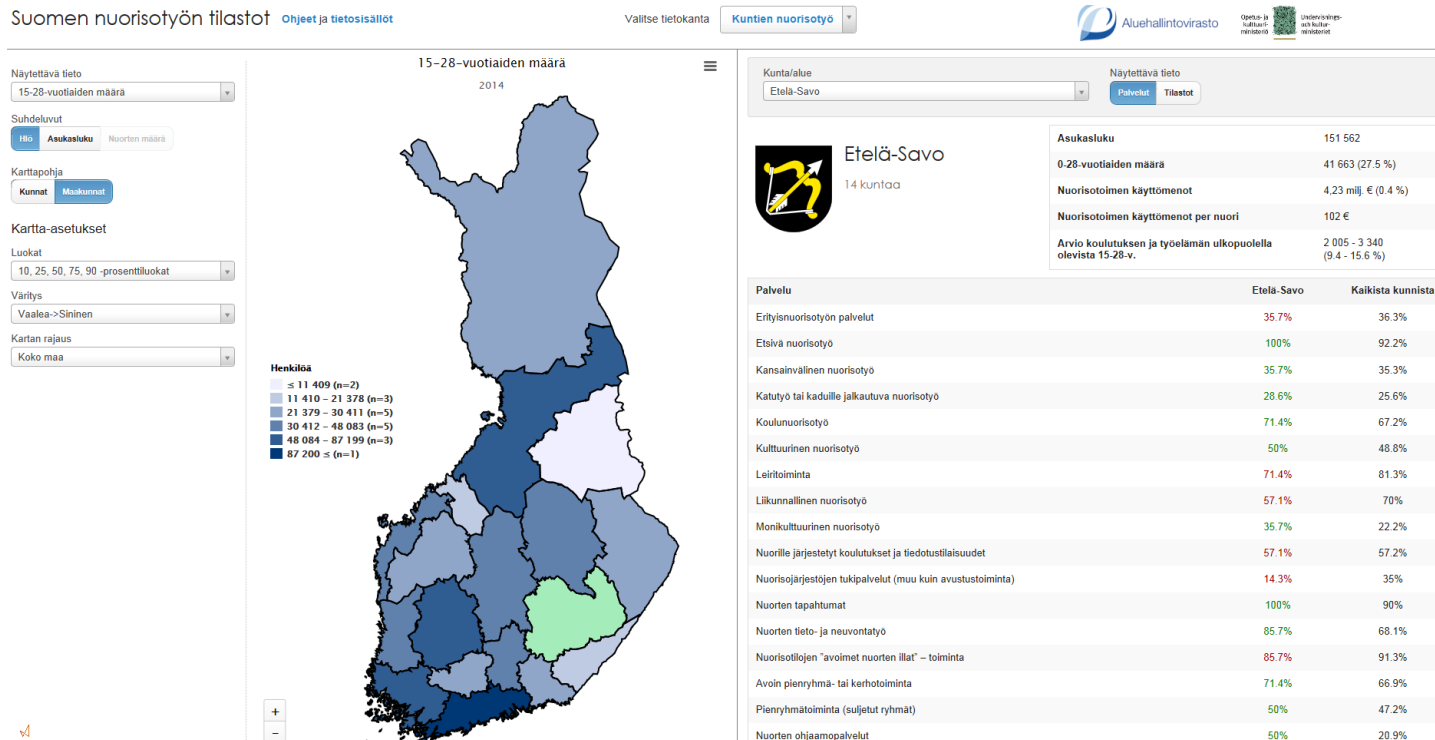 Suomen nuorisotyön tilastot Ohjeet ja tietosisällöt
Valitse tietokanta Kuntien nuorisotyö
Aluehallintovirasto
Opetus- ja kulttuuri- ministeriö
Undervisnings- och kultur- ministeriet
Näytettävä tieto
15-28-vuotiaiden määrä
Suhdeluvut
Hlö Asukasluku Nuorten määrä
Karttapohja
Kunnat Maakunnat
Kartta-asetukset
Luokat
10, 25, 50, 75, 90 -prosenttiluokat
Väritys
Vaalea->Sininen
Kartan rajaus
Koko maa
15-28-vuotiaiden määrä
2014
Henkilöä
≤ 11 409 (n=2)
11 410 – 21 378 (n=3)
21 379 – 30 411 (n=5)
30 412 – 48 083 (n=5)
48 084 – 87 199 (n=3)
87 200 ≤ (n=1)
+
−
Kunta/alue
Etelä-Savo
Näytettävä tieto
Palvelut Tilastot
Etelä-Savo
14 kuntaa
Asukasluku 151 562
0-28-vuotiaiden määrä 41 663 (27.5 %)
Nuorisotoimen käyttömenot 4,23 milj. € (0.4 %)
Nuorisotoimen käyttömenot per nuori 102 €
Arvio koulutuksen ja työelämän ulkopuolella 2 005 - 3 340
olevista 15-28-v. (9.4 - 15.6 %)
Palvelu Etelä-Savo Kaikista kunnista
Erityisnuorisotyön palvelut 35.7% 36.3%
Etsivä nuorisotyö 100% 92.2%
Kansainvälinen nuorisotyö 35.7% 35.3%
Katutyö tai kaduille jalkautuva nuorisotyö 28.6% 25.6%
Koulunuorisotyö 71.4% 67.2%
Kulttuurinen nuorisotyö 50% 48.8%
Leiritoiminta 71.4% 81.3%
Liikunnallinen nuorisotyö 57.1% 70%
Monikulttuurinen nuorisotyö 35.7% 22.2%
Nuorille järjestetyt koulutukset ja tiedotustilaisuudet 57.1% 57.2%
Nuorisojärjestöjen tukipalvelut (muu kuin avustustoiminta) 14.3% 35%
Nuorten tapahtumat 100% 90%
Nuorten tieto- ja neuvontatyö 85.7% 68.1%
Nuorisotilojen "avoimet nuorten illat" – toiminta 85.7% 91.3%
Avoin pienryhmä- tai kerhotoiminta 71.4% 66.9%
Pienryhmätoiminta (suljetut ryhmät) 50% 47.2%
Nuorten ohjaamopalvelut 50% 20.9%